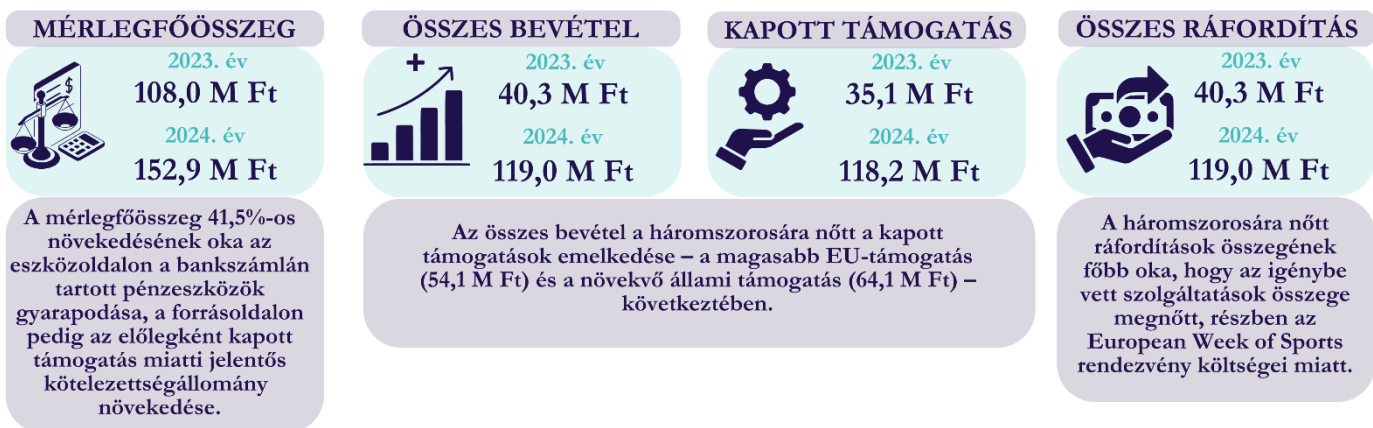 MÉRLEGFŐÖSSZEG
2023. év
108,0 M Ft
2024. év
152,9 M Ft
A mérlegfőösszeg 41,5%-os
növekedésének oka az
eszközoldalon a bankszámlán
tartott pénzeszközök
gyarapodása, a forrásoldalon
pedig az előlegként kapott
támogatás miatti jelentős
kötelezettségállomány
növekedése.
ÖSSZES BEVÉTEL
+
2023. év
40,3 M Ft
2024. év
119,0 M Ft
KAPOTT TÁMOGATÁS
2023. év
35,1 M Ft
2024. év
118,2 M Ft
Az összes bevétel a háromszorosára nőtt a kapott
támogatások emelkedése – a magasabb EU-támogatás
(54,1 M Ft) és a növekvő állami támogatás (64,1 M Ft) –
következtében.
ÖSSZES RÁFORDÍTÁS
2023. év
40,3 M Ft
2024. év
119,0 M Ft
A háromszorosára nőtt
ráfordítások összegének
főbb oka, hogy az igénybe
vett szolgáltatások összege
megnőtt, részben az
European Week of Sports
rendezvény költségei miatt.
$